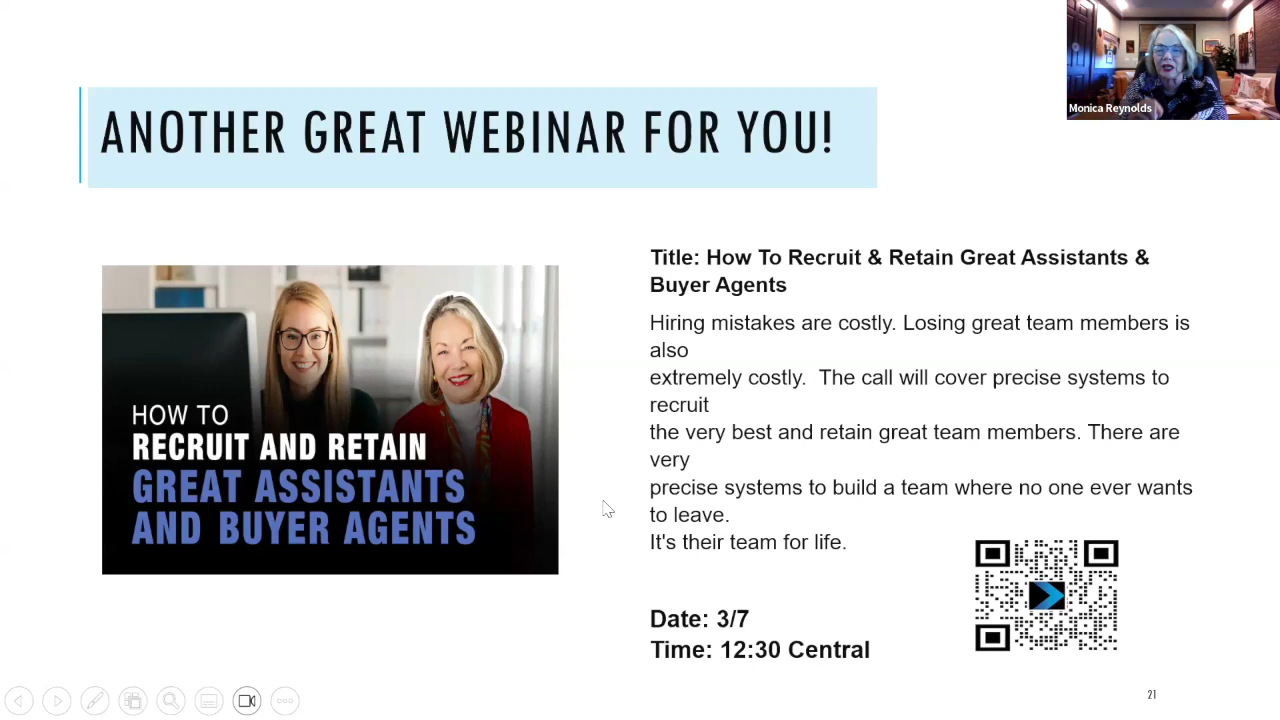 Monica Reynolds
ANOTHER GREAT WEBINAR FOR YOU!
HOW TO
RECRUIT AND RETAIN
GREAT ASSISTANTS
AND BUYER AGENTS
Title: How To Recruit & Retain Great Assistants &
Buyer Agents
Hiring mistakes are costly. Losing great team members is
also
extremely costly.  The call will cover precise systems to
recruit
the very best and retain great team members. There are
very
precise systems to build a team where no one ever wants
to leave.
It's their team for life.
Date: 3/7
Time: 12:30 Central
21